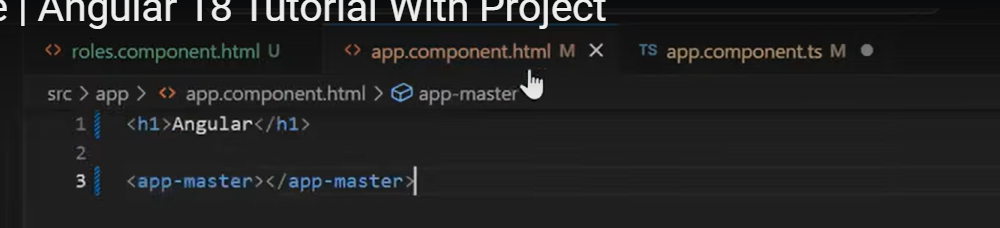 e | Angular 18 Tutorial With Project
roles.component.html U app.component.html M TS app.component.ts M
src > app > app.component.html > app-master
1 <h1>Angular</h1>
2
3 <app-master></app-master>